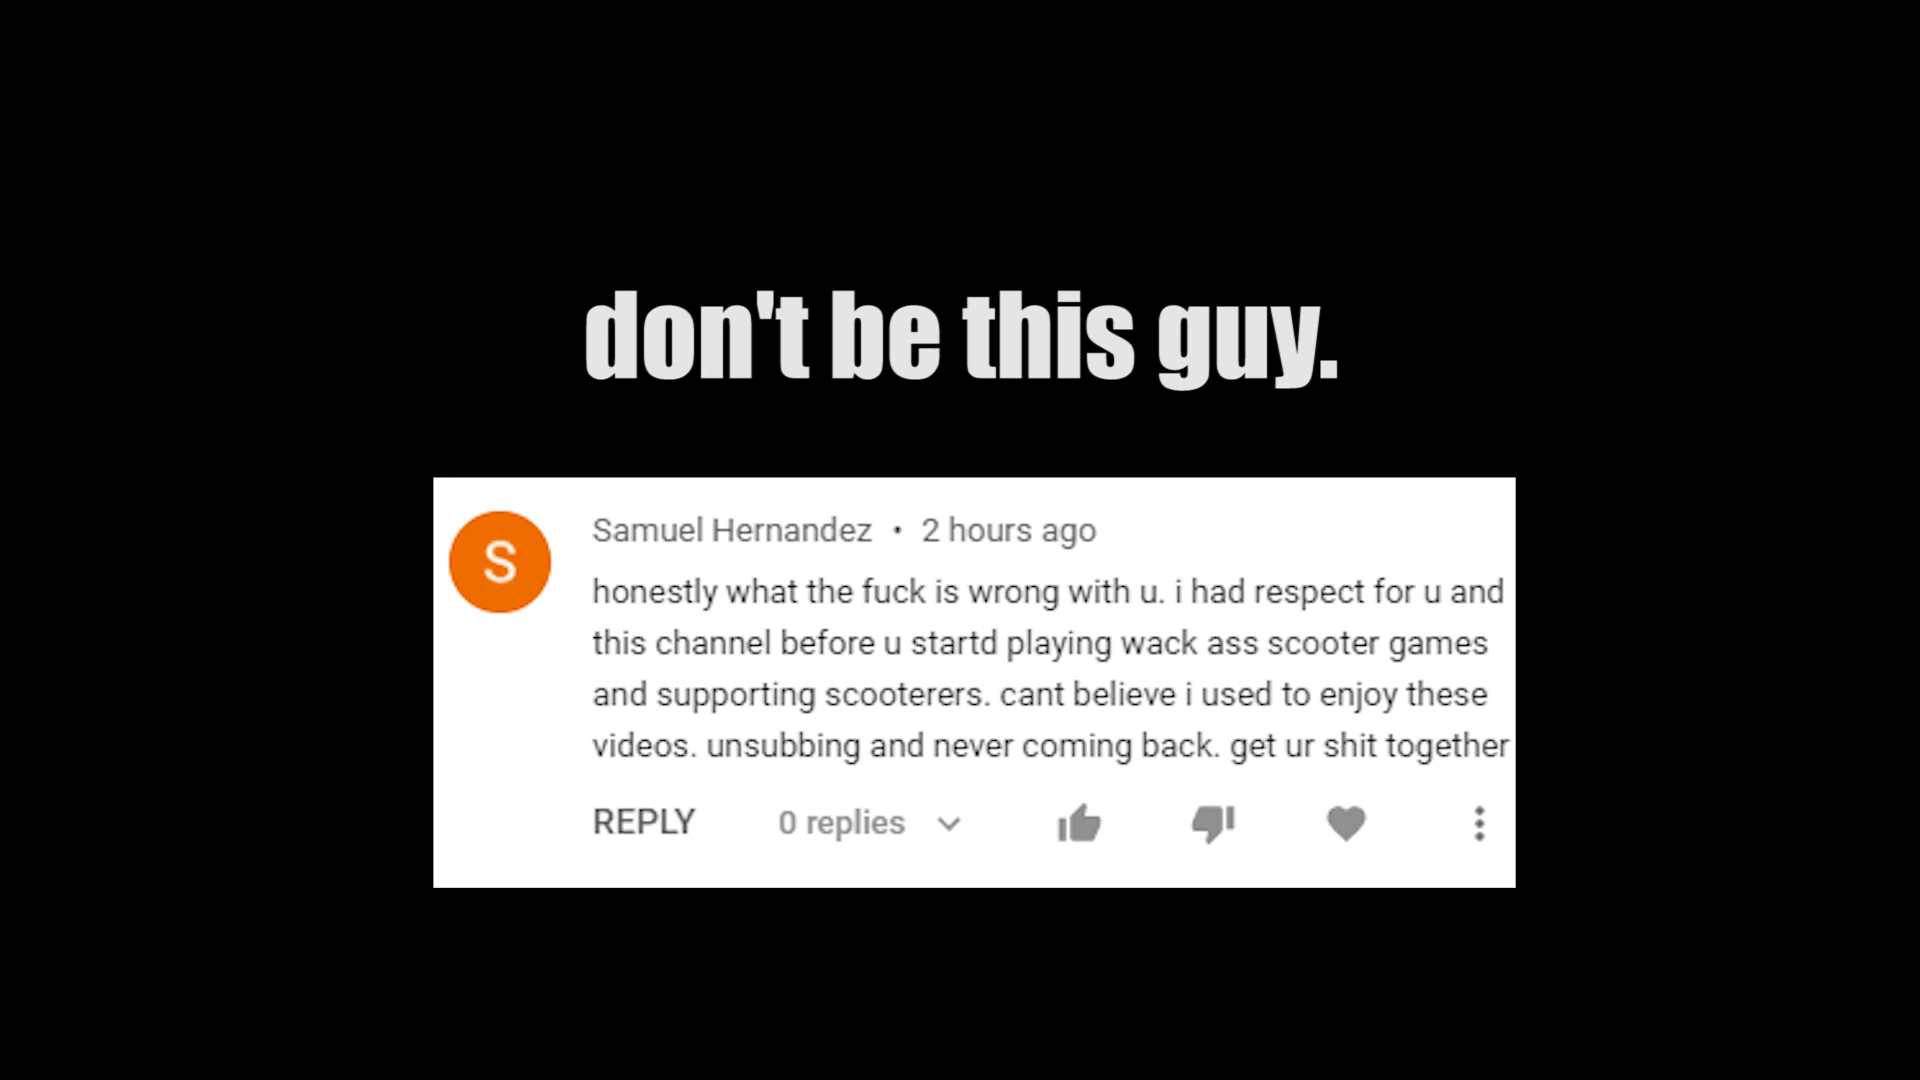 don't be this guy.
S
Samuel Hernandez • 2 hours ago
honestly what the fuck is wrong with u. i had respect for u and
this channel before u startd playing wack ass scooter games
and supporting scooterers. cant believe i used to enjoy these
videos. unsubbing and never coming back. get ur shit together
REPLY 0 replies